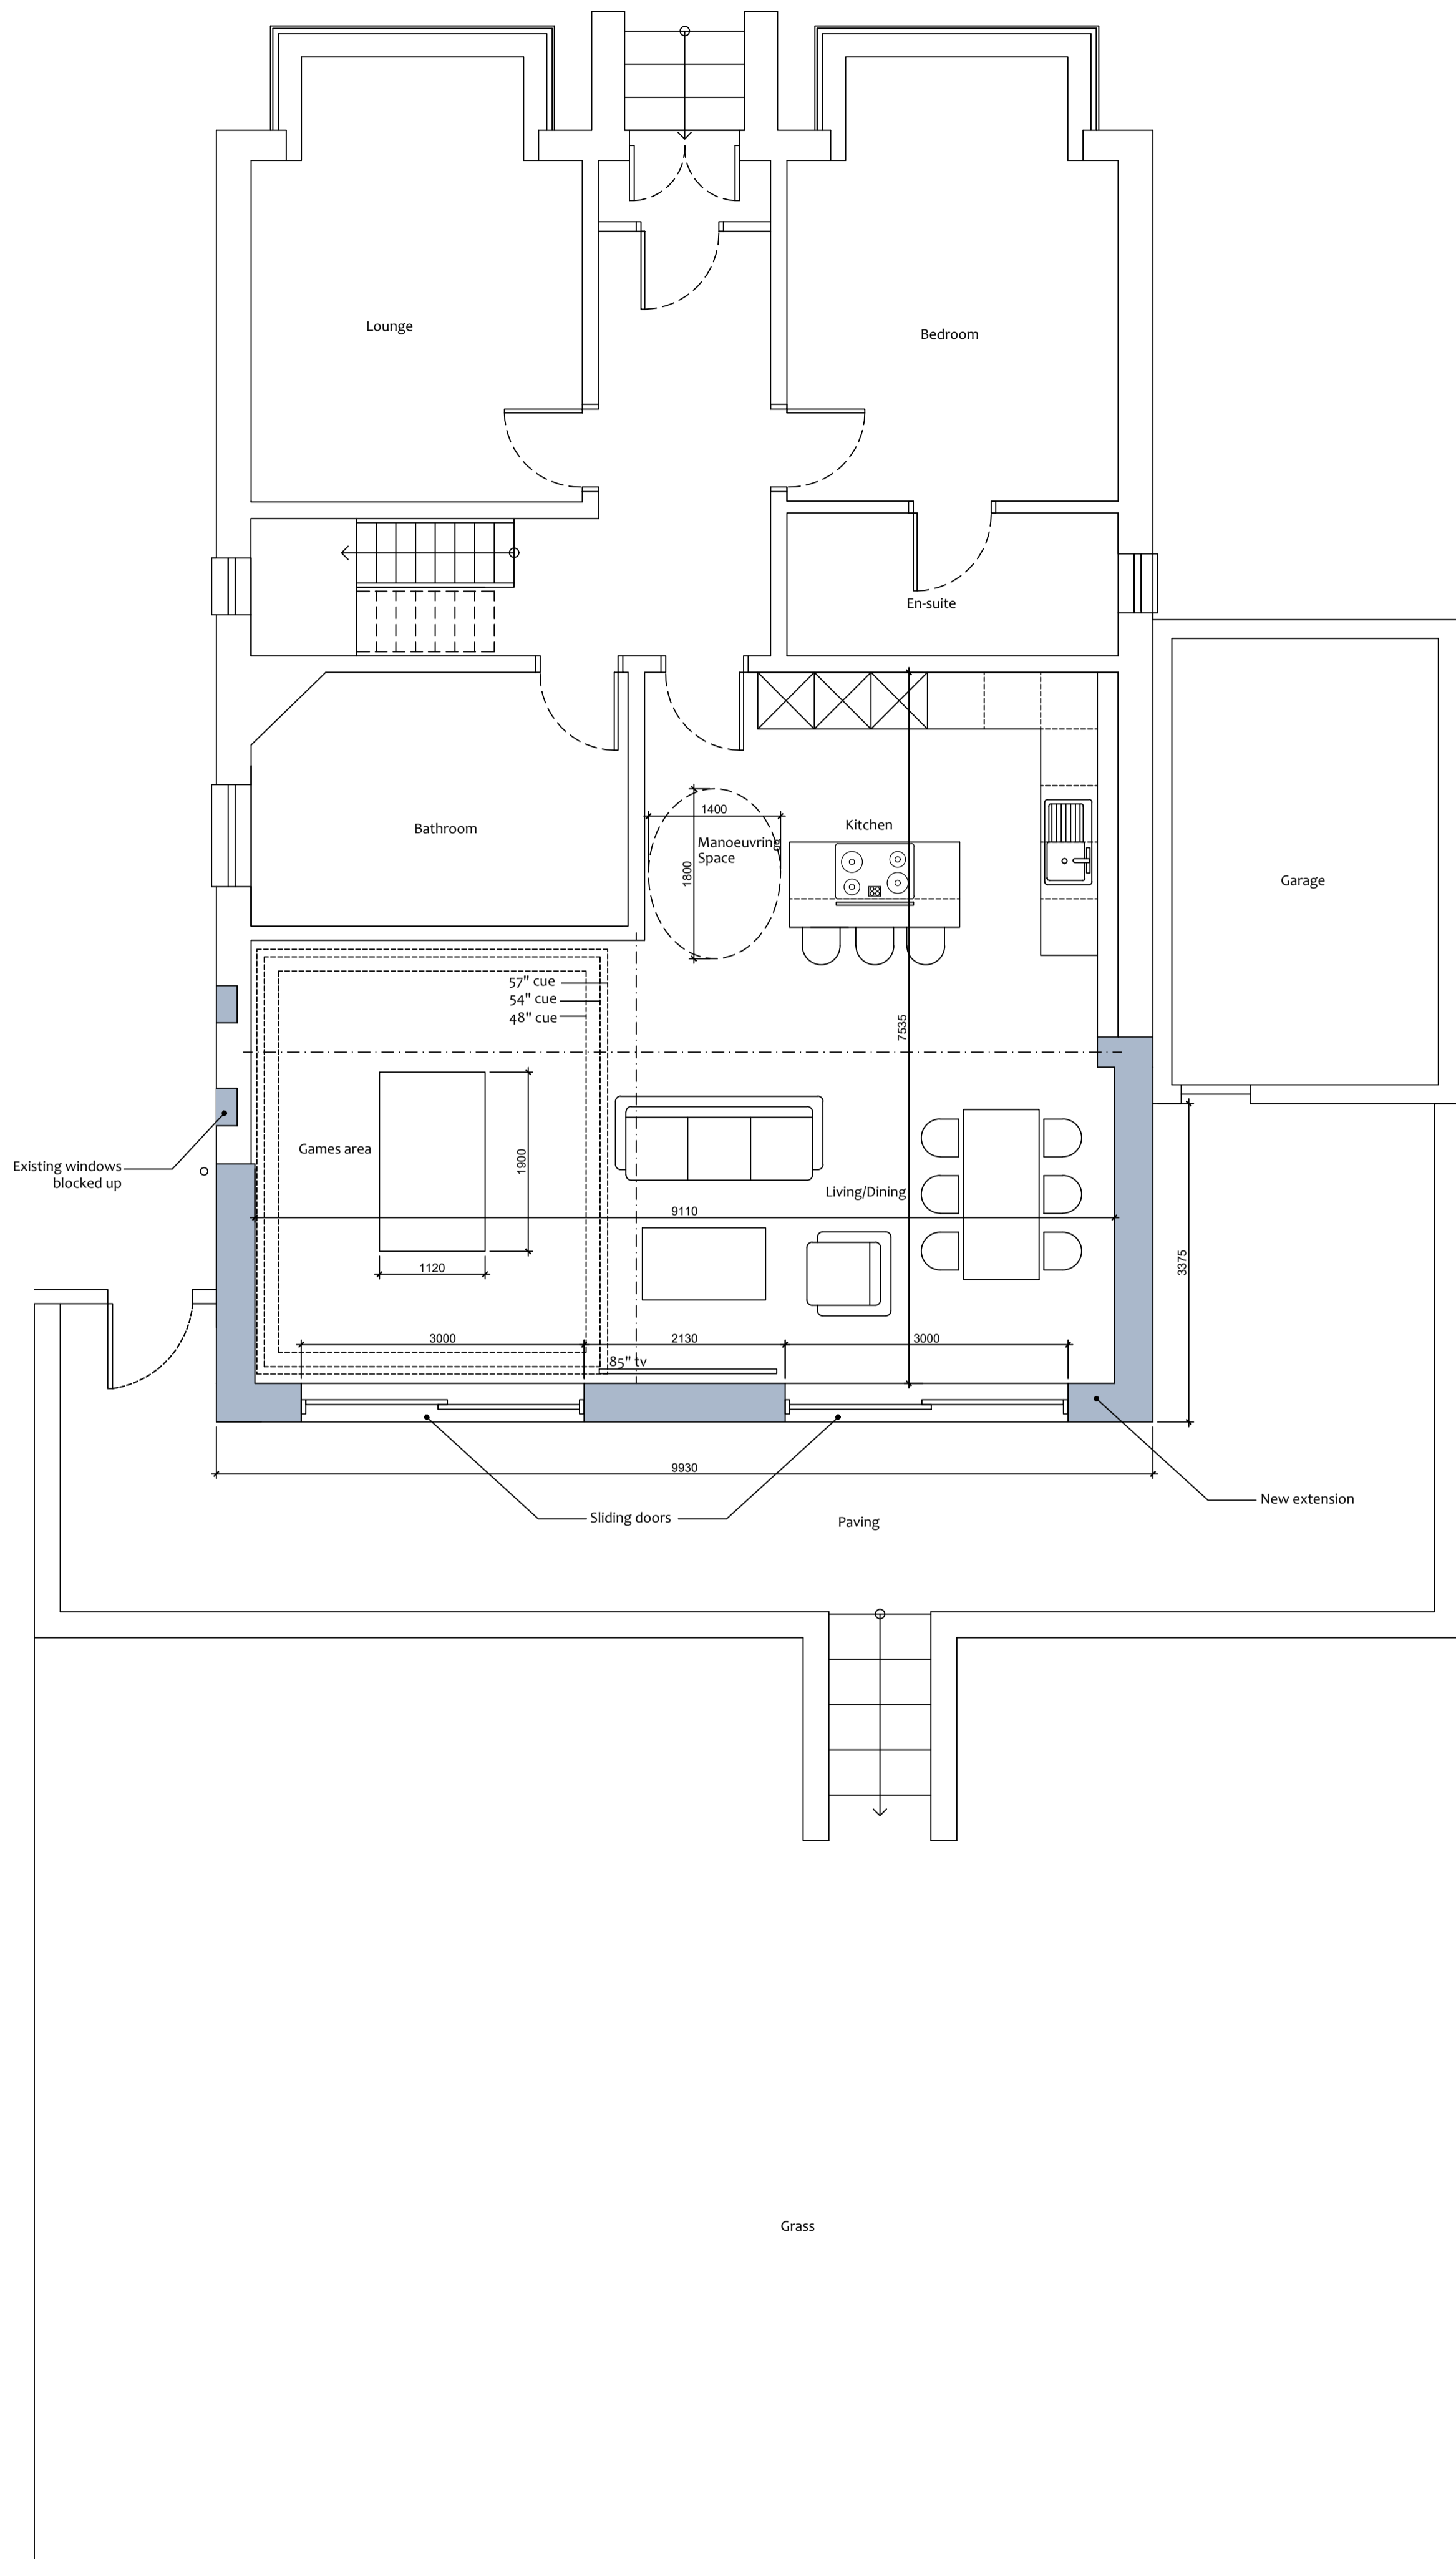 Lounge
Bedroom
En-suite
Bathroom
1400
Manoeuvring
Space
1800
Kitchen
Garage
57" cue
54" cue
48" cue
7535
Games area
1900
1120
Existing windows
blocked up
Living/Dining
9110
3375
3000
2130
3000
85" tv
9930
Sliding doors
New extension
Paving
Grass